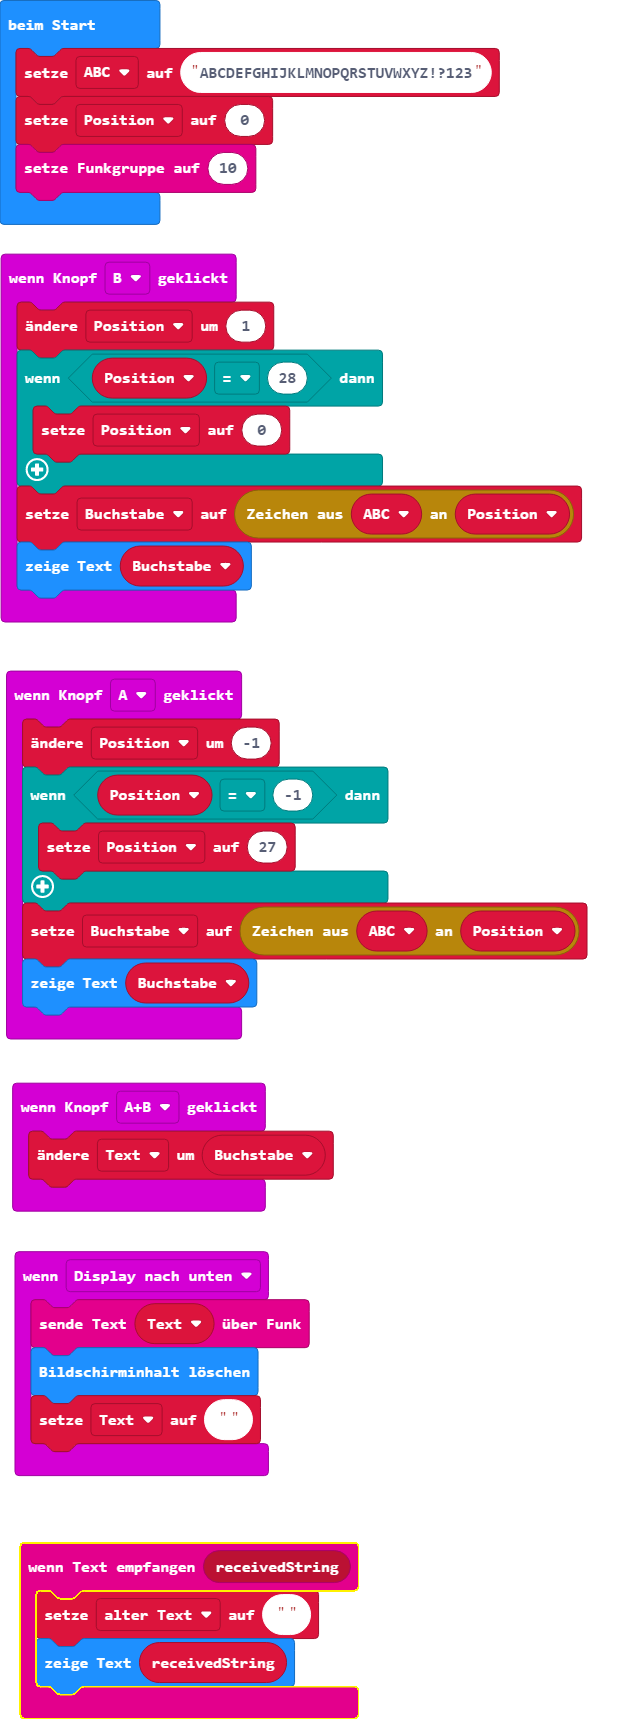 beim Start
setze ABC auf "ABCDEFGHIJKLMNOPQRSTUVWXYZ!?123"
setze Position auf 0
setze Funkgruppe auf 10
wenn Knopf B geklickt
ändere Position um 1
wenn Position = 28 dann
setze Position auf 0
setze Buchstabe auf Zeichen aus ABC an Position
zeige Text Buchstabe
wenn Knopf A geklickt
ändere Position um -1
wenn Position = -1 dann
setze Position auf 27
setze Buchstabe auf Zeichen aus ABC an Position
zeige Text Buchstabe
wenn Knopf A+B geklickt
ändere Text um Buchstabe
wenn Display nach unten
sende Text Text über Funk
Bildschirminhalt löschen
setze Text auf " "
wenn Text empfangen receivedString
setze alter Text auf " "
zeige Text receivedString